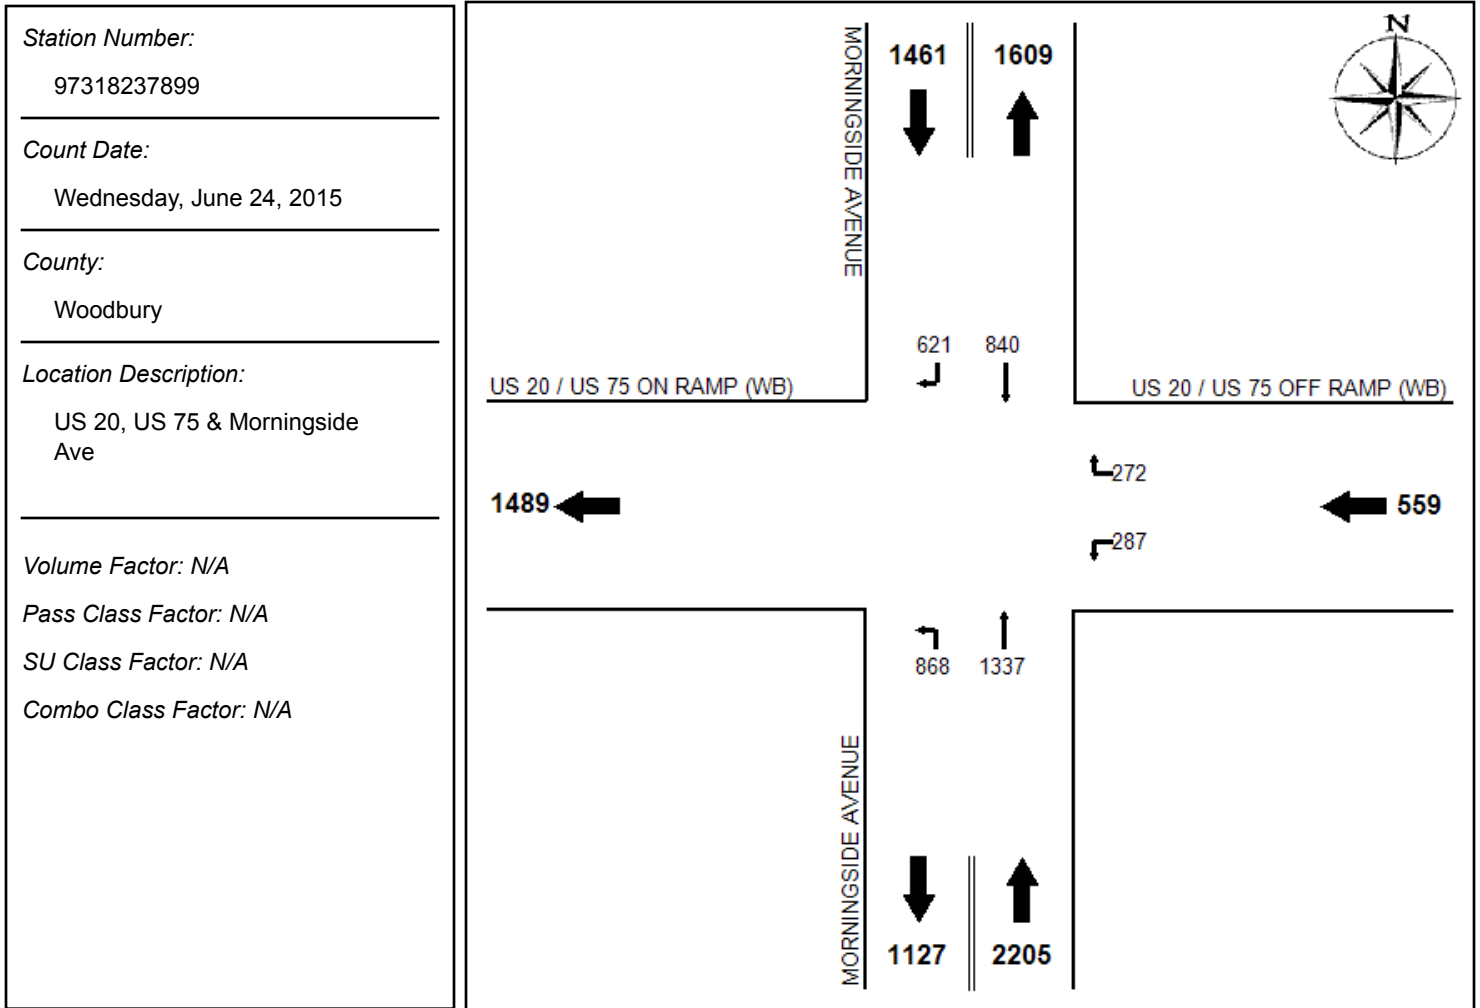 Station Number:
97318237899
Count Date:
Wednesday, June 24, 2015
County:
Woodbury
Location Description:
US 20, US 75 & Morningside
Ave
Volume Factor: N/A
Pass Class Factor: N/A
SU Class Factor: N/A
Combo Class Factor: N/A
N
MORNINGSIDE AVENUE
1461
1609
621
840
US 20 / US 75 ON RAMP (WB)
US 20 / US 75 OFF RAMP (WB)
272
1489
559
287
868
1337
MORNINGSIDE AVENUE
1127
2205